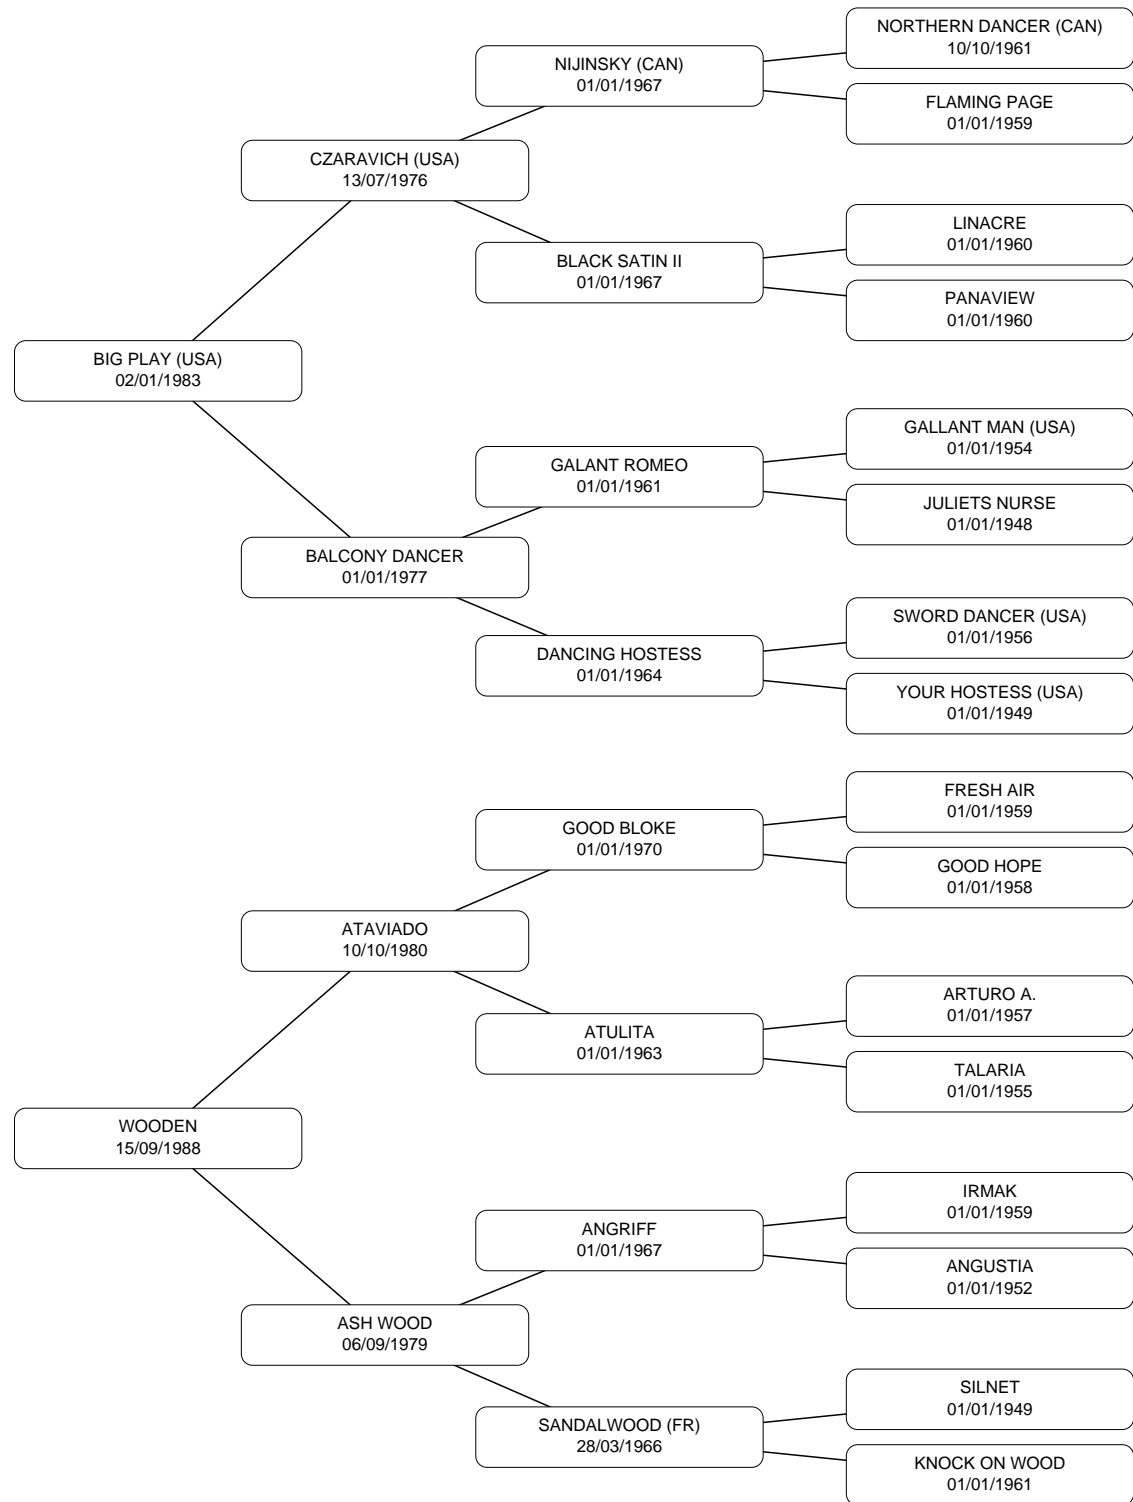 NORTHERN DANCER (CAN)
10/10/1961
NIJINSKY (CAN)
01/01/1967
FLAMING PAGE
01/01/1959
CZARAVICH (USA)
13/07/1976
LINACRE
01/01/1960
BLACK SATIN II
01/01/1967
PANAVIEW
01/01/1960
BIG PLAY (USA)
02/01/1983
GALLANT MAN (USA)
01/01/1954
GALANT ROMEO
01/01/1961
JULIETS NURSE
01/01/1948
BALCONY DANCER
01/01/1977
SWORD DANCER (USA)
01/01/1956
DANCING HOSTESS
01/01/1964
YOUR HOSTESS (USA)
01/01/1949
FRESH AIR
01/01/1959
GOOD BLOKE
01/01/1970
GOOD HOPE
01/01/1958
ATAVIADO
10/10/1980
ARTURO A.
01/01/1957
ATULITA
01/01/1963
TALARIA
01/01/1955
WOODEN
15/09/1988
IRMAK
01/01/1959
ANGRIFF
01/01/1967
ANGUSTIA
01/01/1952
ASH WOOD
06/09/1979
SILNET
01/01/1949
SANDALWOOD (FR)
28/03/1966
KNOCK ON WOOD
01/01/1961